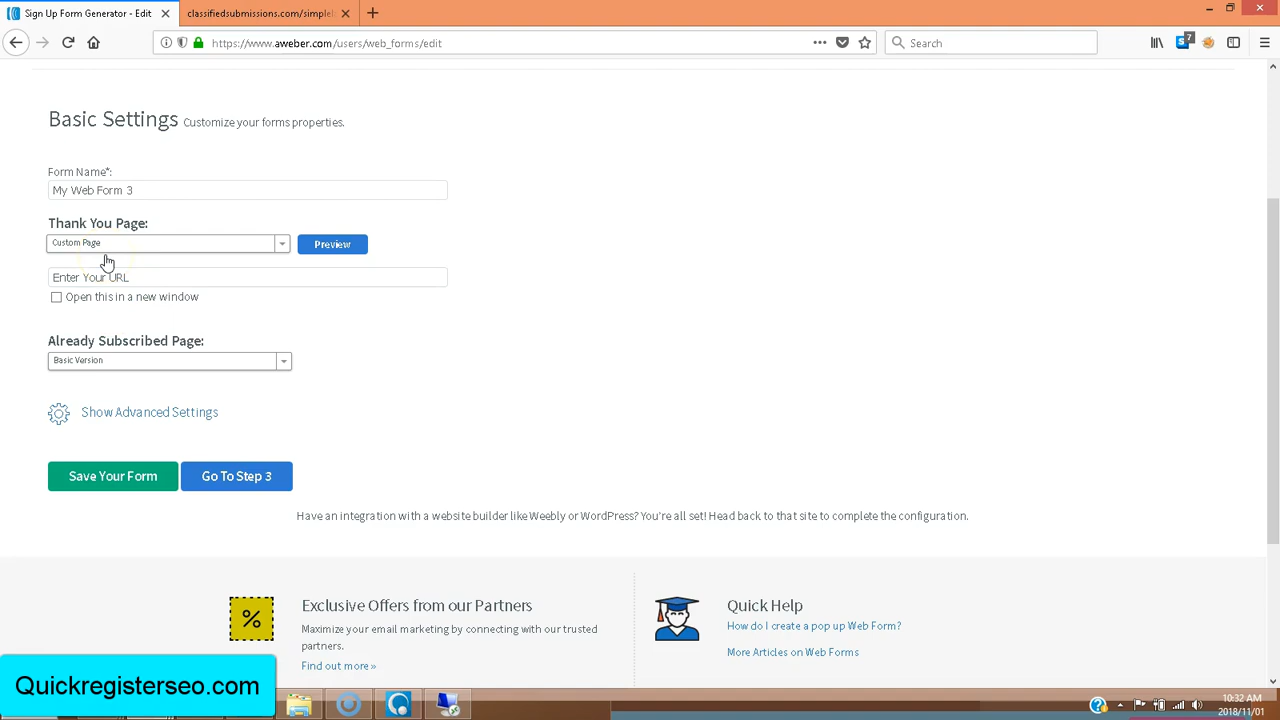 Sign Up Form Generator - Edit
classifiedsubmissions.com/simple
https://www.aweber.com/users/web_forms/edit
Search
7
Basic Settings Customize your forms properties.
Form Name*:
My Web Form 3
Thank You Page:
Custom Page
Preview
Enter Your URL
Open this in a new window
Already Subscribed Page:
Basic Version
Show Advanced Settings
Save Your Form
Go To Step 3
Have an integration with a website builder like Weebly or WordPress? You're all set! Head back to that site to complete the configuration.
%
Exclusive Offers from our Partners
Maximize your email marketing by connecting with our trusted
partners.
Find out more »
Quick Help
How do I create a pop up Web Form?
More Articles on Web Forms
Quickregisterseo.com
10:32 AM
2018/11/01